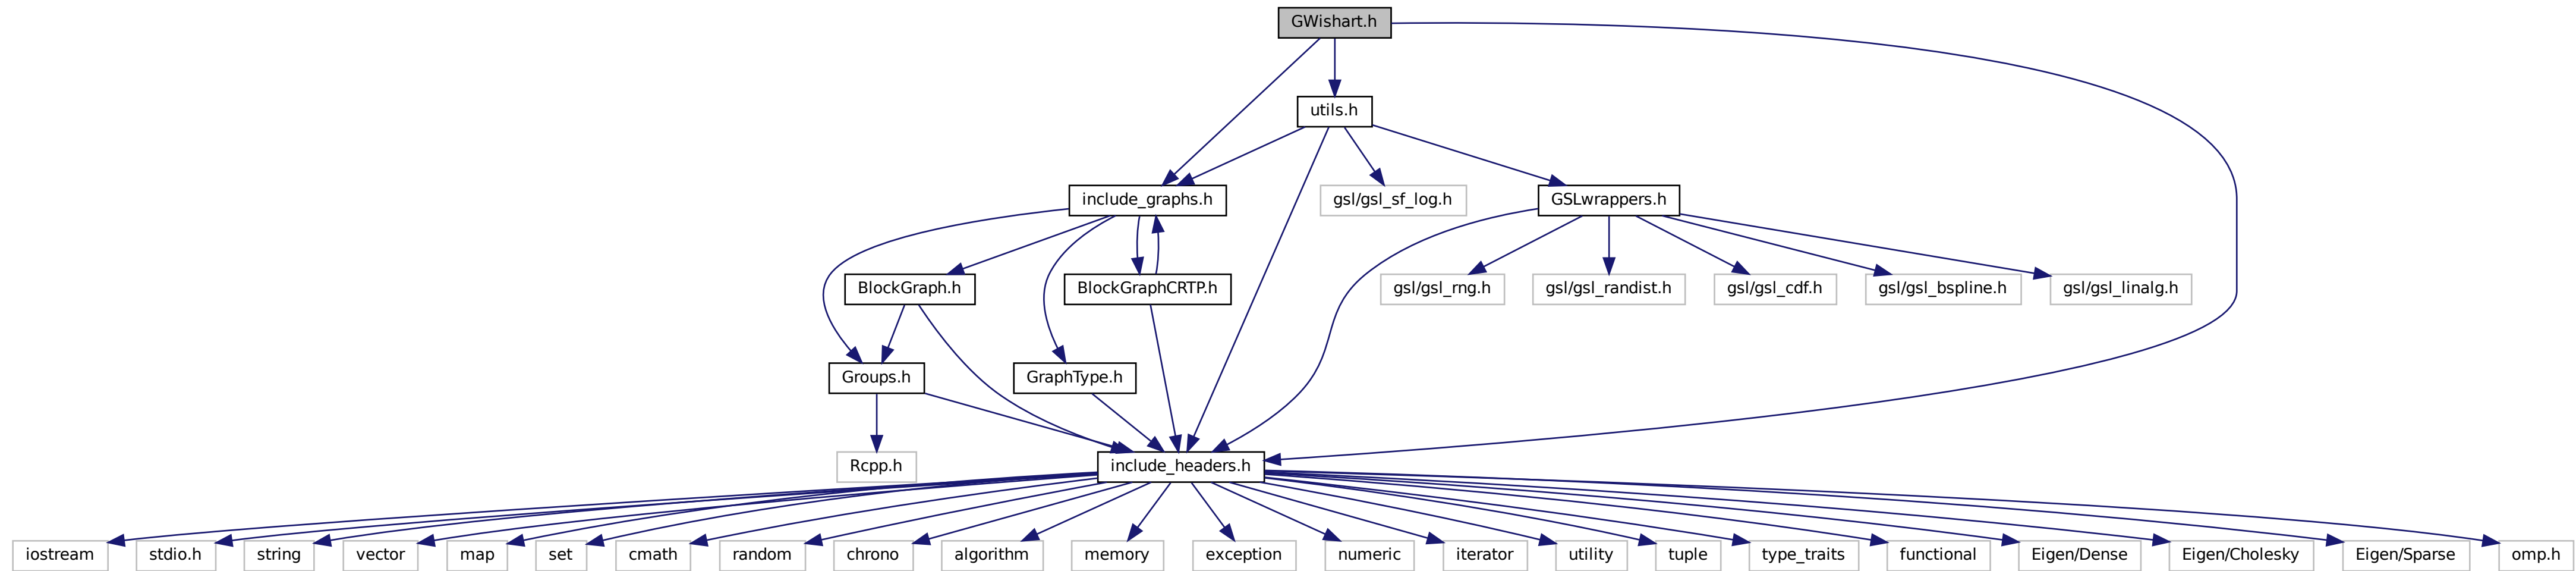 GWishart.h
utils.h
include_graphs.h
gsl/gsl_sf_log.h
GSLwrappers.h
BlockGraph.h
BlockGraphCRTP.h
gsl/gsl_rng.h
gsl/gsl_randist.h
gsl/gsl_cdf.h
gsl/gsl_bspline.h
gsl/gsl_linalg.h
Groups.h
GraphType.h
Rcpp.h
include_headers.h
iostream
stdio.h
string
vector
map
set
cmath
random
chrono
algorithm
memory
exception
numeric
iterator
utility
tuple
type_traits
functional
Eigen/Dense
Eigen/Cholesky
Eigen/Sparse
omp.h